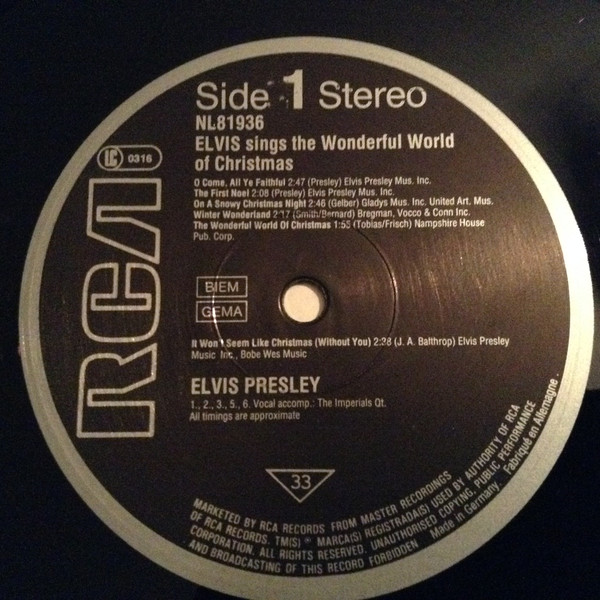 Side 1 Stereo
NL81936
ELVIS sings the Wonderful World
of Christmas
LC 0316
RCA
O Come, All Ye Faithful 2:47 (Presley) Elvis Presley Mus. Inc.
The First Noel 2:08 (Presley) Elvis Presley Mus. Inc.
On A Snowy Christmas Night 2:46 (Gelber) Gladys Mus. Inc. United Art. Mus.
Winter Wonderland 2:17 (Smith/Bernard) Bregman, Vocco & Conn Inc.
The Wonderful World Of Christmas 1:55 (Tobias/Frisch) Nampshire House
Pub. Corp.
BIEM
GEMA
It Won't Seem Like Christmas (Without You) 2:38 (J. A. Balthrop) Elvis Presley
Music Inc., Bobe Wes Music
ELVIS PRESLEY
1., 2., 3., 5., 6. Vocal accomp.: The Imperials Qt.
All timings are approximate
33
MARKETED BY RCA RECORDS FROM MASTER RECORDINGS
OF RCA RECORDS. TM(S) ® MARCA(S) REGISTRADA(S) USED BY AUTHORITY OF RCA
CORPORATION. ALL RIGHTS RESERVED. UNAUTHORISED COPYING, PUBLIC PERFORMANCE
AND BROADCASTING OF THIS RECORD FORBIDDEN Made in Germany. Fabriqué en Allemagne.